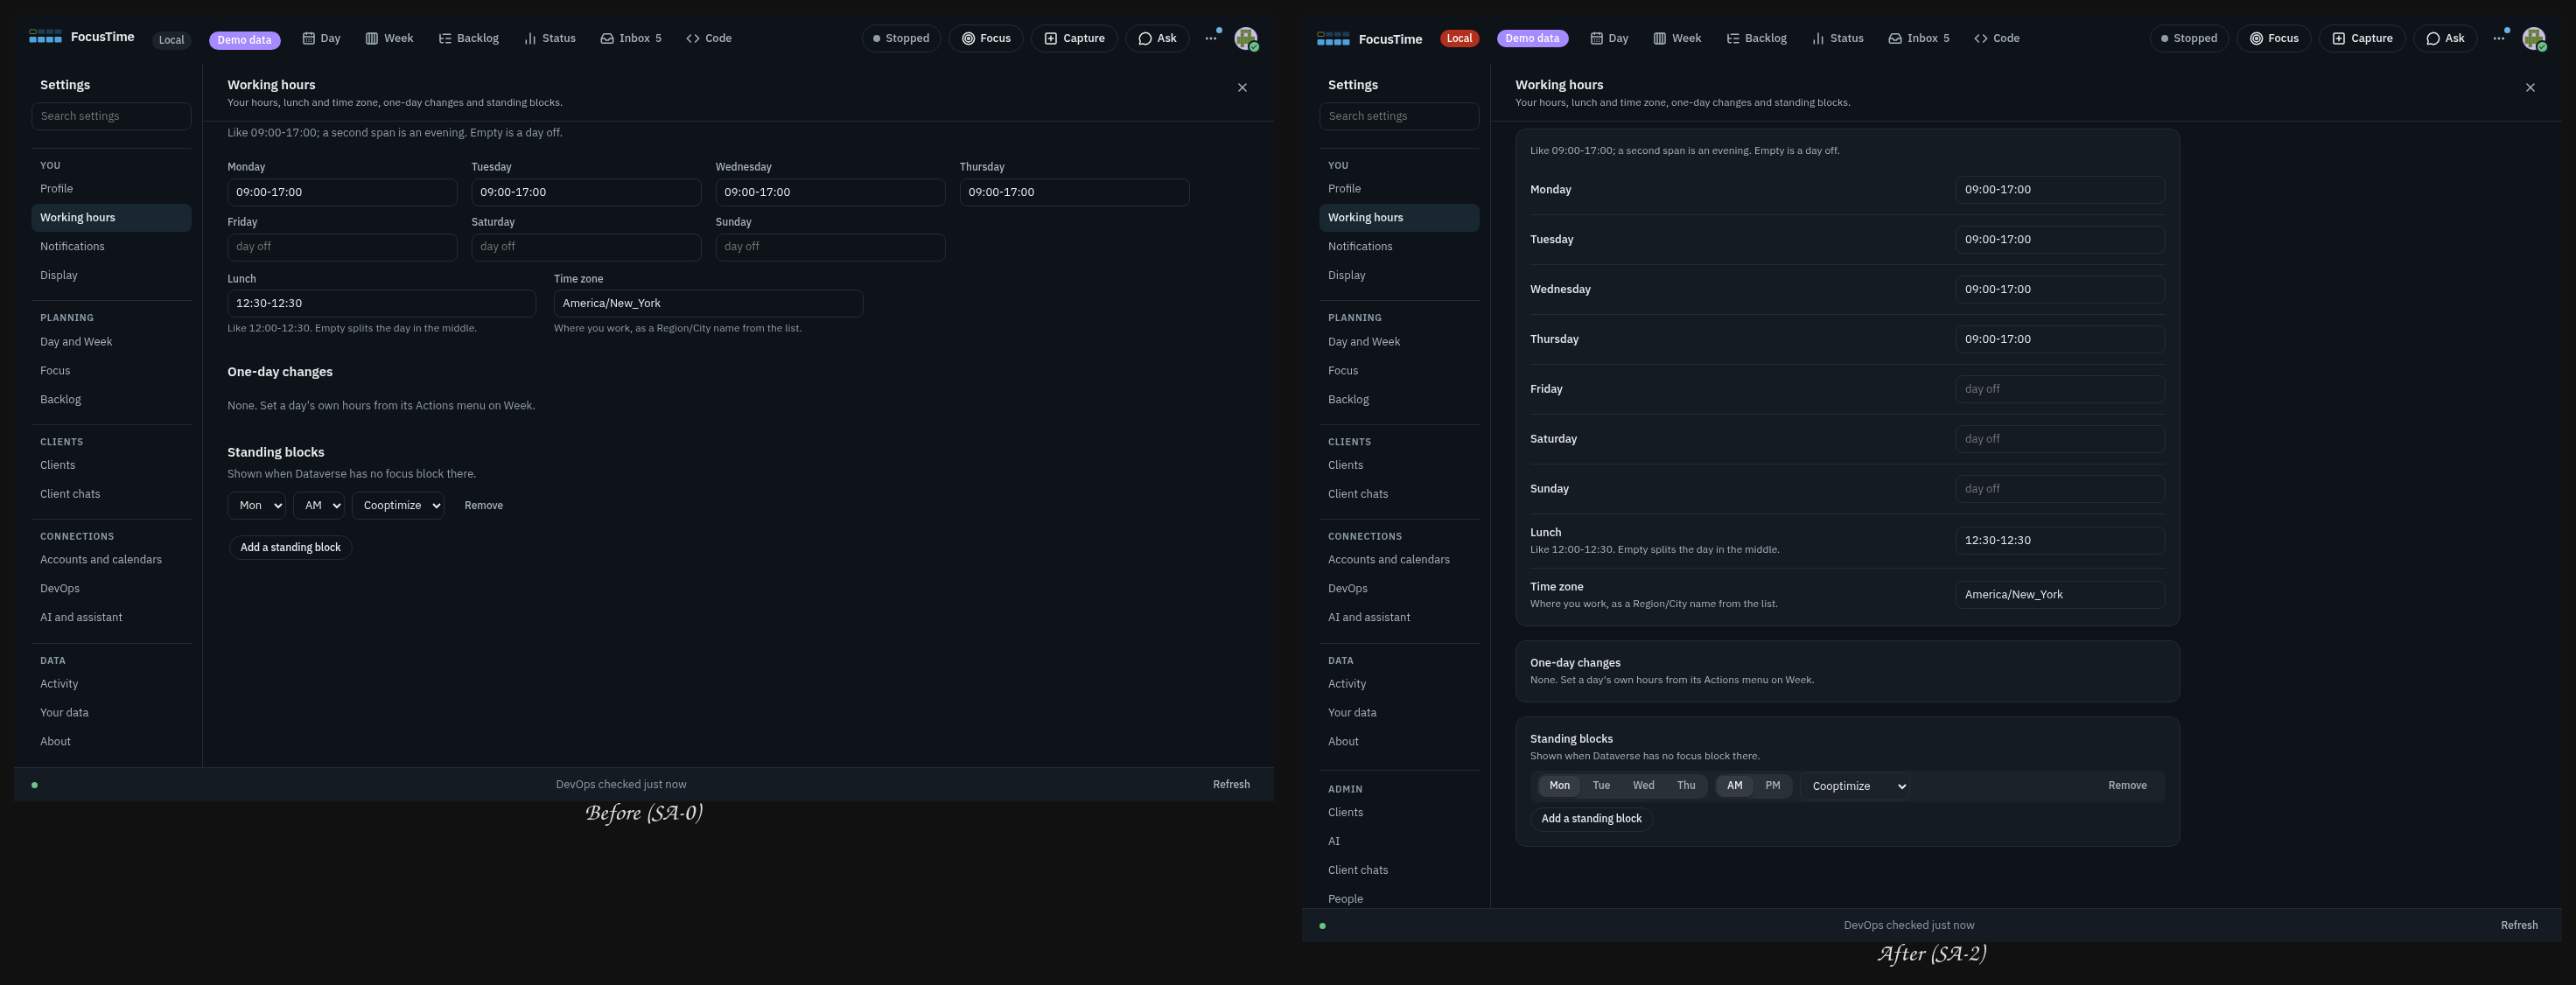 FocusTime Local Demo data Day Week Backlog Status Inbox 5 Code Stopped Focus Capture Ask
Settings
Search settings
YOU
Profile
Working hours
Notifications
Display
PLANNING
Day and Week
Focus
Backlog
CLIENTS
Clients
Client chats
CONNECTIONS
Accounts and calendars
DevOps
AI and assistant
DATA
Activity
Your data
About
Working hours
Your hours, lunch and time zone, one-day changes and standing blocks.
Like 09:00-17:00; a second span is an evening. Empty is a day off.
Monday Tuesday Wednesday Thursday
09:00-17:00 09:00-17:00 09:00-17:00 09:00-17:00
Friday Saturday Sunday
day off day off day off
Lunch Time zone
12:30-12:30 America/New_York
Like 12:00-12:30. Empty splits the day in the middle. Where you work, as a Region/City name from the list.
One-day changes
None. Set a day's own hours from its Actions menu on Week.
Standing blocks
Shown when Dataverse has no focus block there.
Mon AM Cooptimize Remove
Add a standing block
DevOps checked just now Refresh
Before (SA-0)
FocusTime Local Demo data Day Week Backlog Status Inbox 5 Code Stopped Focus Capture Ask
Settings
Search settings
YOU
Profile
Working hours
Notifications
Display
PLANNING
Day and Week
Focus
Backlog
CLIENTS
Clients
Client chats
CONNECTIONS
Accounts and calendars
DevOps
AI and assistant
DATA
Activity
Your data
About
ADMIN
Clients
AI
Client chats
People
Working hours
Your hours, lunch and time zone, one-day changes and standing blocks.
Like 09:00-17:00; a second span is an evening. Empty is a day off.
Monday 09:00-17:00
Tuesday 09:00-17:00
Wednesday 09:00-17:00
Thursday 09:00-17:00
Friday day off
Saturday day off
Sunday day off
Lunch
Like 12:00-12:30. Empty splits the day in the middle.
12:30-12:30
Time zone
Where you work, as a Region/City name from the list.
America/New_York
One-day changes
None. Set a day's own hours from its Actions menu on Week.
Standing blocks
Shown when Dataverse has no focus block there.
Mon Tue Wed Thu AM PM Cooptimize Remove
Add a standing block
DevOps checked just now Refresh
After (SA-2)